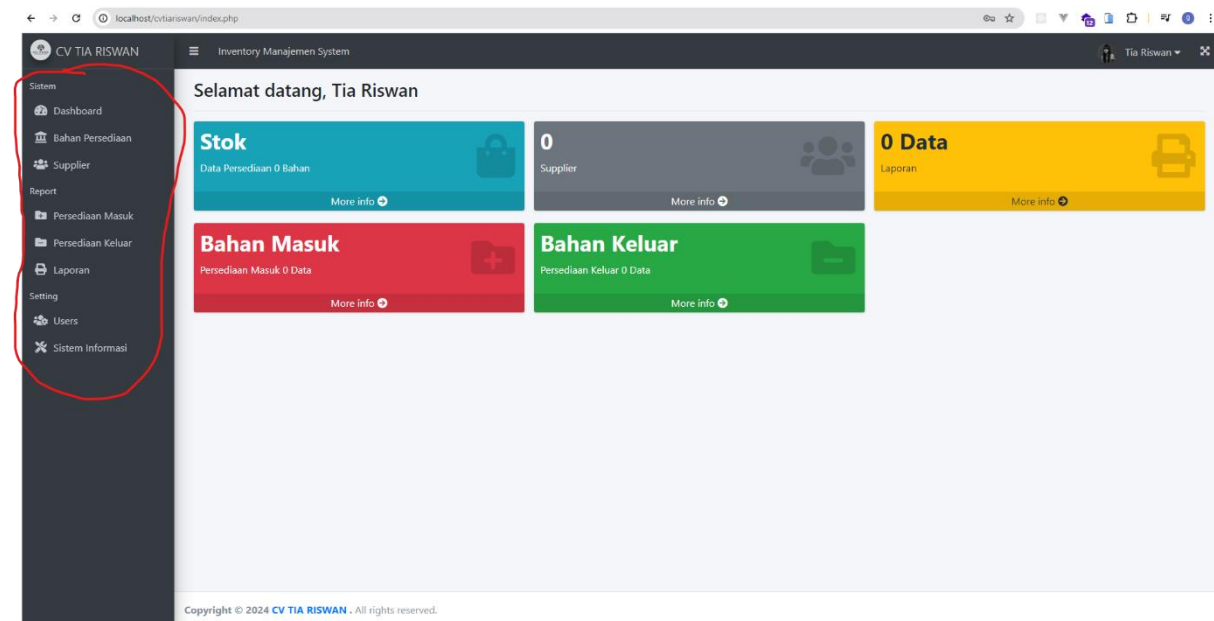 localhost/cvtiariswan/index.php
CV TIA RISWAN
Inventory Manajemen System
Tia Riswan
Sistem
Dashboard
Bahan Persediaan
Supplier
Report
Persediaan Masuk
Persediaan Keluar
Laporan
Setting
Users
Sistem Informasi
Selamat datang, Tia Riswan
Stok
Data Persediaan 0 Bahan
More info
0
Supplier
More info
0 Data
Laporan
More info
Bahan Masuk
Persediaan Masuk 0 Data
More info
Bahan Keluar
Persediaan Keluar 0 Data
More info
Copyright © 2024 CV TIA RISWAN . All rights reserved.